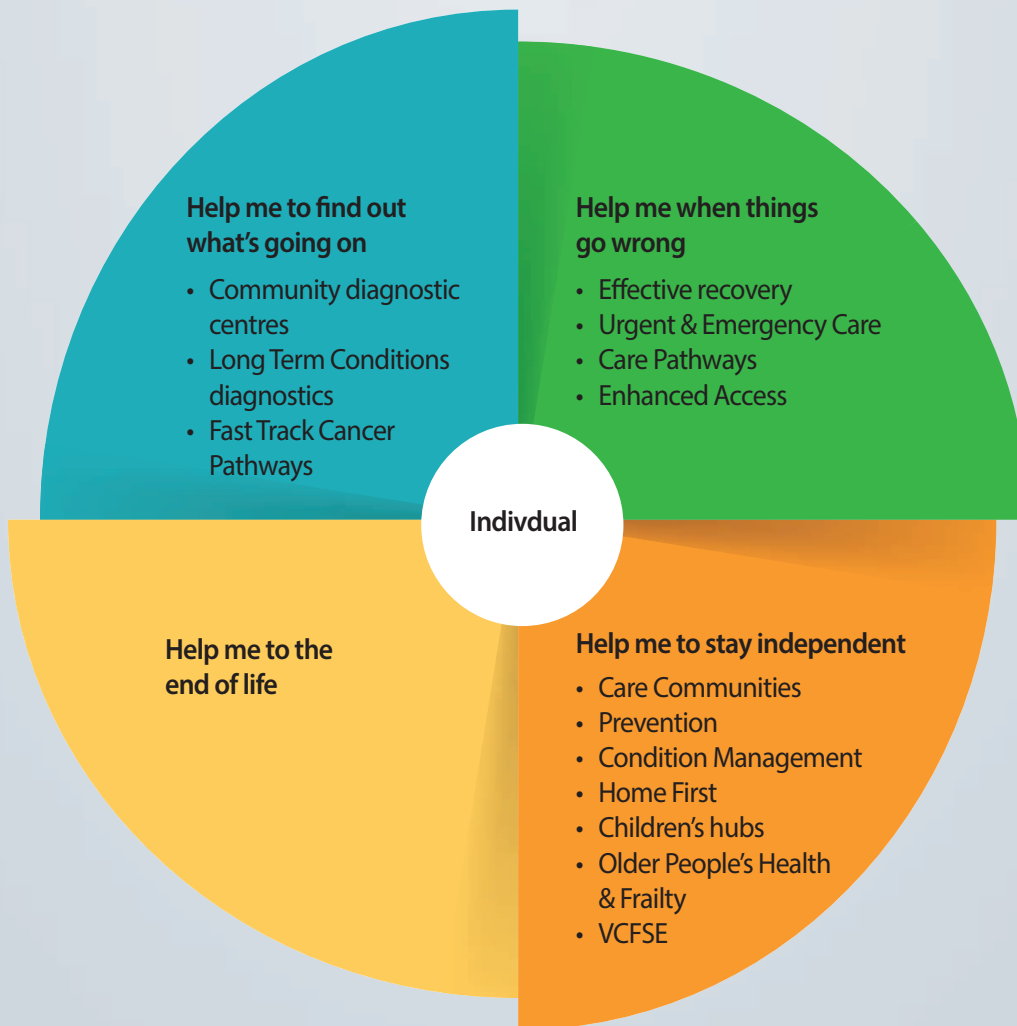 Help me to find out
what's going on
• Community diagnostic
centres
• Long Term Conditions
diagnostics
• Fast Track Cancer
Pathways
Help me when things
go wrong
• Effective recovery
• Urgent & Emergency Care
• Care Pathways
• Enhanced Access
Indivdual
Help me to the
end of life
Help me to stay independent
• Care Communities
• Prevention
• Condition Management
• Home First
• Children's hubs
• Older People's Health
& Frailty
• VCFSE